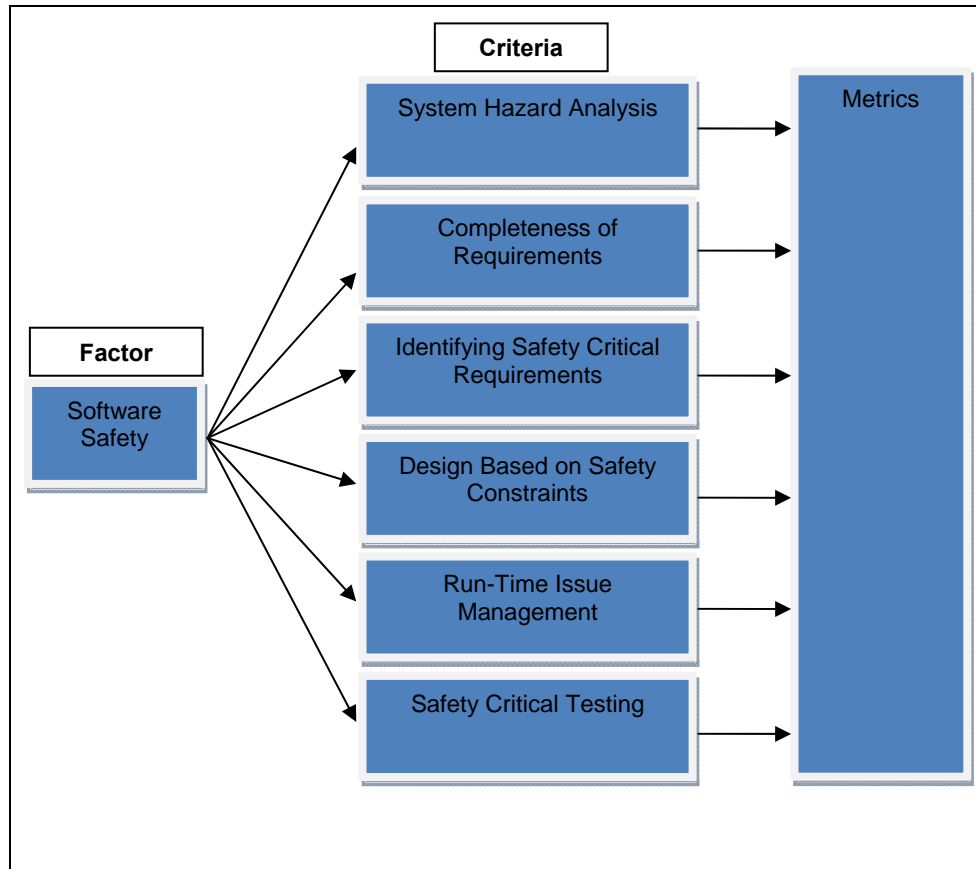 Criteria
System Hazard Analysis
Metrics
Completeness of
Requirements
Factor
Identifying Safety Critical
Requirements
Software
Safety
Design Based on Safety
Constraints
Run-Time Issue
Management
Safety Critical Testing